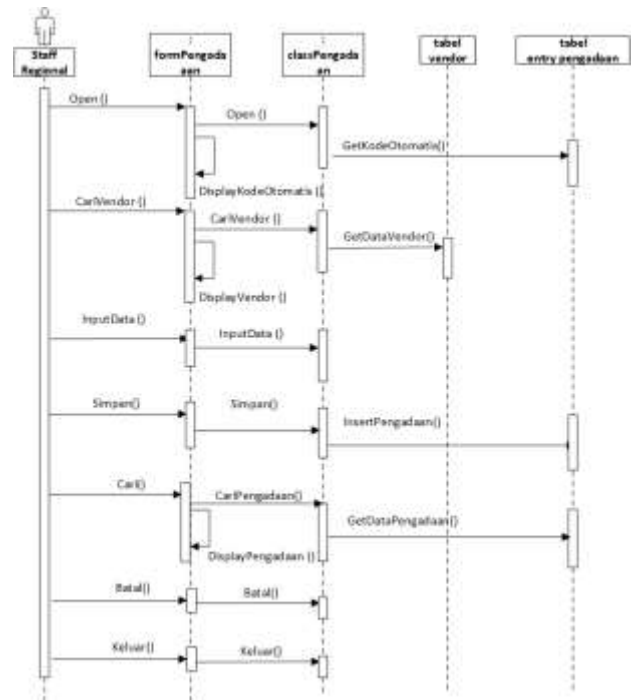 Staff
Regional
formPengada
aan
classPengada
an
tabel
vendor
tabel
entry pengadaan
Open ()
Open ()
GetKodeOtomatis()
DisplayKodeOtomatis ()
CariVendor ()
CariVendor ()
GetDataVendor()
DisplayVendor ()
InputData ()
InputData ()
Simpan()
Simpan()
InsertPengadaan()
Cari()
CariPengadaan()
GetDataPengadaan()
DisplayPengadaan ()
Batal()
Batal()
Keluar()
Keluar()